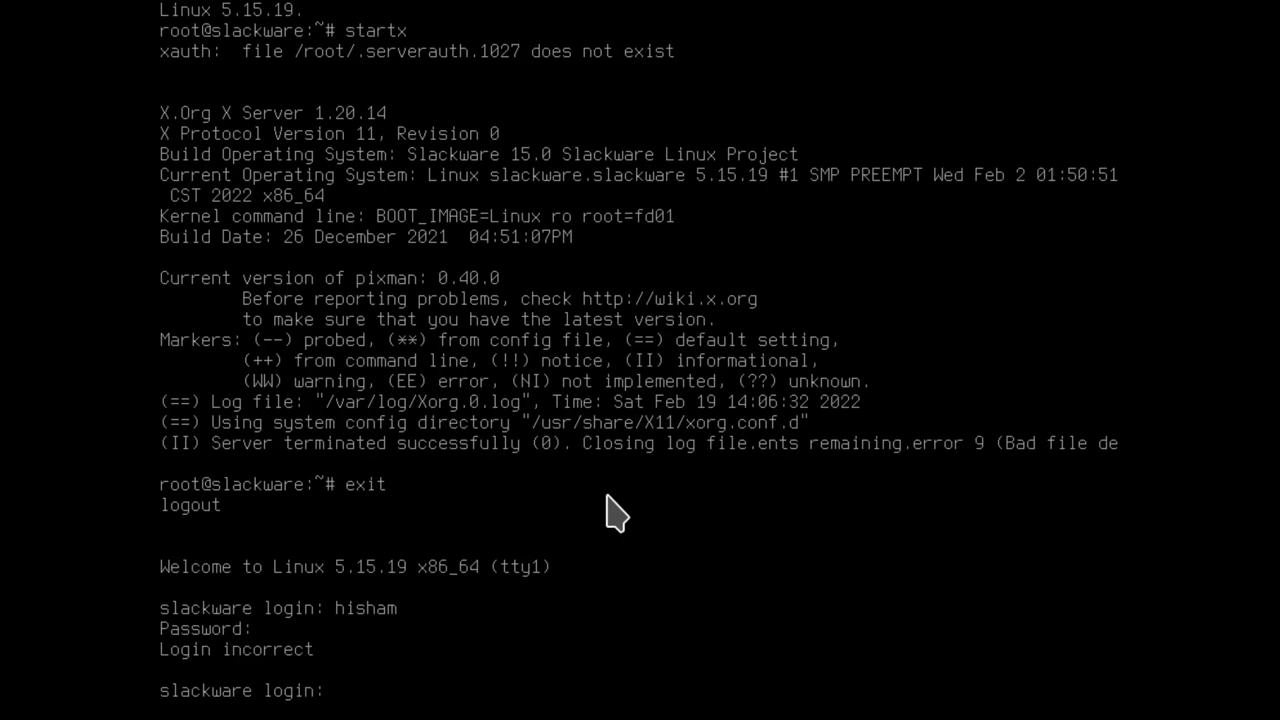 Linux 5.15.19.
root@slackware:~# startx
xauth:  file /root/.serverauth.1027 does not exist
X.Org X Server 1.20.14
X Protocol Version 11, Revision 0
Build Operating System: Slackware 15.0 Slackware Linux Project
Current Operating System: Linux slackware.slackware 5.15.19 #1 SMP PREEMPT Wed Feb 2 01:50:51
 CST 2022 x86_64
Kernel command line: BOOT_IMAGE=Linux ro root=fd01
Build Date: 26 December 2021  04:51:07PM
Current version of pixman: 0.40.0
        Before reporting problems, check http://wiki.x.org
        to make sure that you have the latest version.
Markers: (--) probed, (**) from config file, (==) default setting,
        (++) from command line, (!!) notice, (II) informational,
        (WW) warning, (EE) error, (NI) not implemented, (??) unknown.
(==) Log file: "/var/log/Xorg.0.log", Time: Sat Feb 19 14:06:32 2022
(==) Using system config directory "/usr/share/X11/xorg.conf.d"
(II) Server terminated successfully (0). Closing log file.ents remaining.error 9 (Bad file de
root@slackware:~# exit
logout
Welcome to Linux 5.15.19 x86_64 (tty1)
slackware login: hisham
Password:
Login incorrect
slackware login: